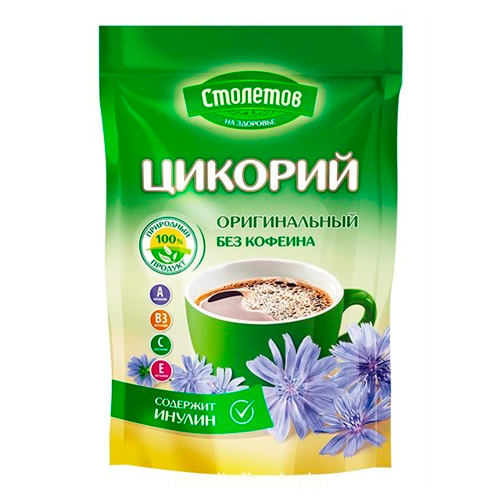 Столетов
НА ЗДОРОВЬЕ
ЦИКОРИЙ
ОРИГИНАЛЬНЫЙ
БЕЗ КОФЕИНА
ПРИРОДНЫЙ
100%
ПРОДУКТ
A
B3
C
E
СОДЕРЖИТ
ИНУЛИН